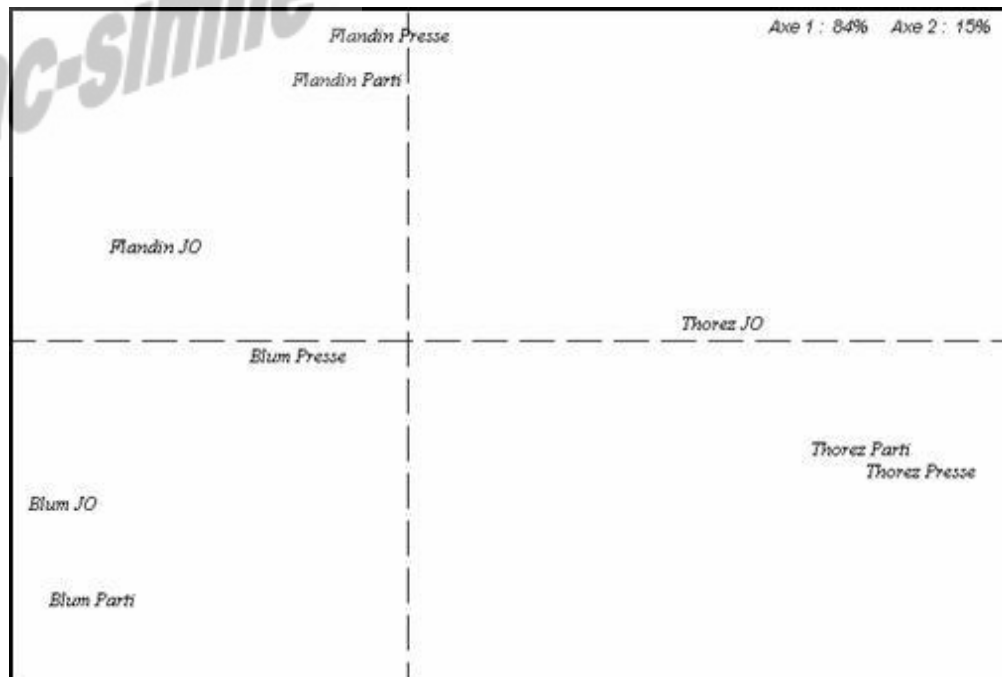 c-simile
Flandin Presse
Axe 1 : 84% Axe 2 : 15%
Flandin Parti
Flandin JO
Thorez JO
Blum Presse
Thorez Parti
Thorez Presse
Blum JO
Blum Parti